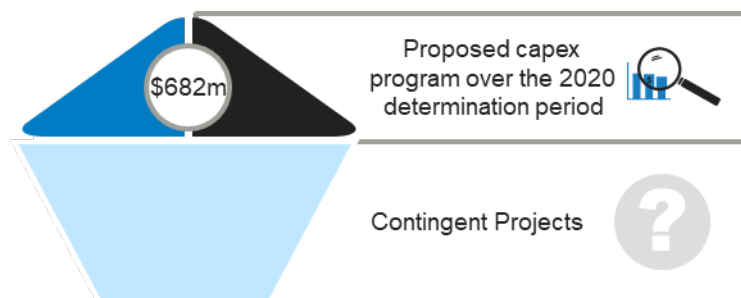 $682m
Proposed capex
program over the 2020
determination period
$
Contingent Projects
?